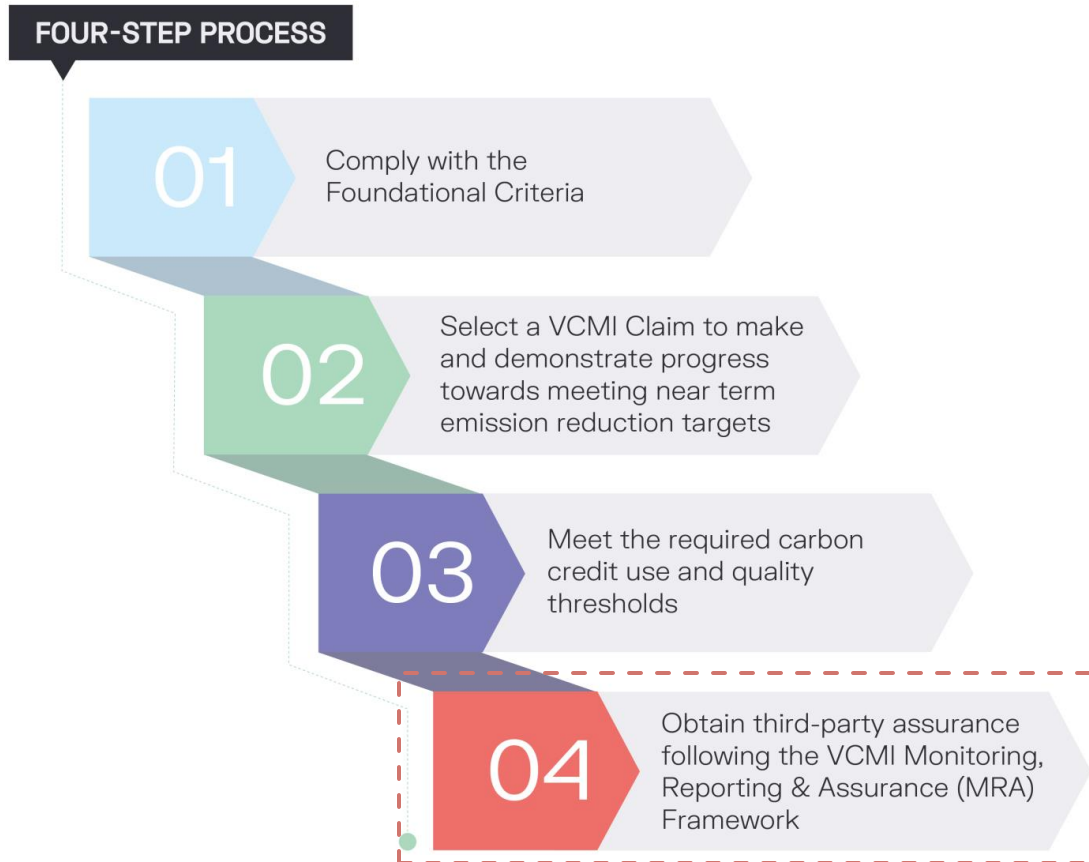 FOUR-STEP PROCESS
01
Comply with the
Foundational Criteria
02
Select a VCMI Claim to make
and demonstrate progress
towards meeting near term
emission reduction targets
03
Meet the required carbon
credit use and quality
thresholds
04
Obtain third-party assurance
following the VCMI Monitoring,
Reporting & Assurance (MRA)
Framework